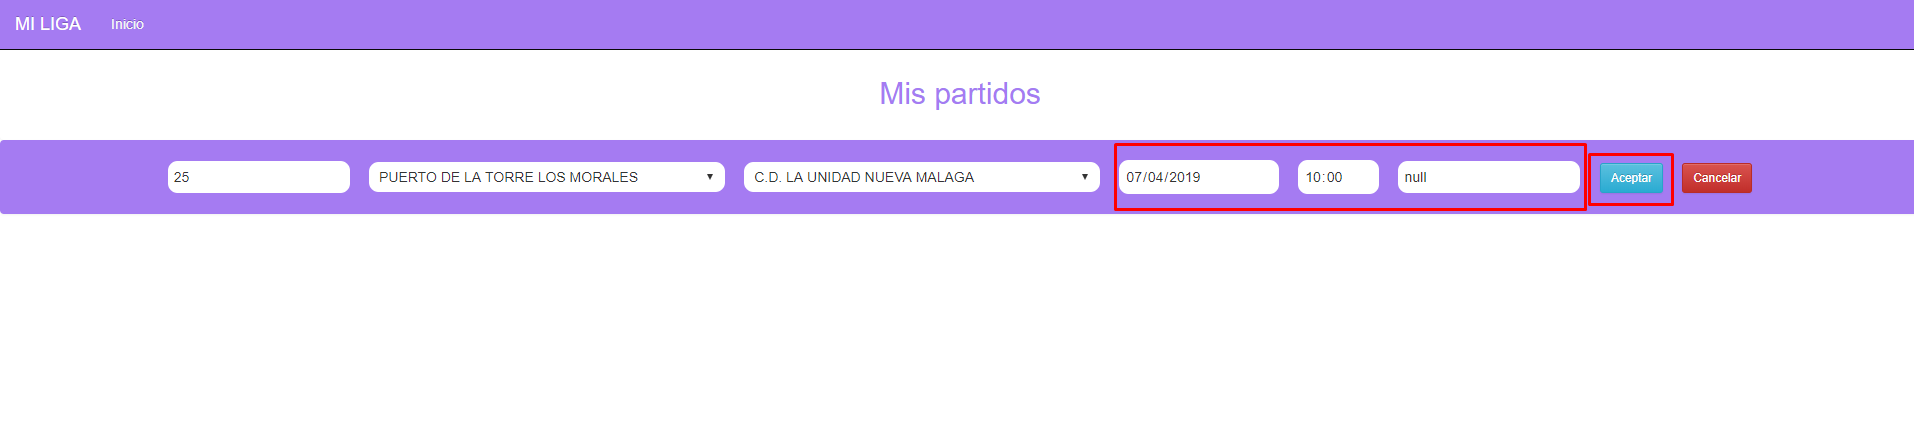 MI LIGA Inicio
Mis partidos
25 PUERTO DE LA TORRE LOS MORALES C.D. LA UNIDAD NUEVA MALAGA 07/04/2019 10:00 null Aceptar Cancelar